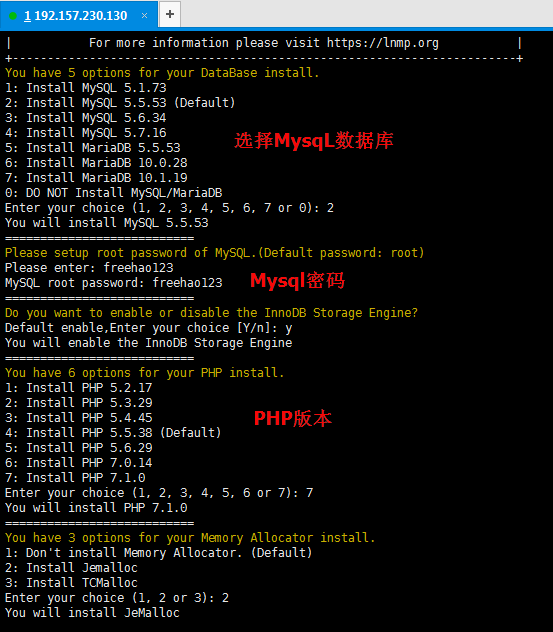 1 192.157.230.130 × +
| For more information please visit https://lnmp.org |
+------------------------------------------------------------------------+
You have 5 options for your DataBase install.
1: Install MySQL 5.1.73
2: Install MySQL 5.5.53 (Default)
3: Install MySQL 5.6.34
4: Install MySQL 5.7.16
5: Install MariaDB 5.5.53
6: Install MariaDB 10.0.28
7: Install MariaDB 10.1.19
0: DO NOT Install MySQL/MariaDB
选择MysqL数据库
Enter your choice (1, 2, 3, 4, 5, 6, 7 or 0): 2
You will install MySQL 5.5.53
===========================
Please setup root password of MySQL.(Default password: root)
Please enter: freehao123
MySQL root password: freehao123
Mysql密码
===========================
Do you want to enable or disable the InnoDB Storage Engine?
Default enable,Enter your choice [Y/n]: y
You will enable the InnoDB Storage Engine
===========================
You have 6 options for your PHP install.
1: Install PHP 5.2.17
2: Install PHP 5.3.29
3: Install PHP 5.4.45
4: Install PHP 5.5.38 (Default)
5: Install PHP 5.6.29
6: Install PHP 7.0.14
7: Install PHP 7.1.0
PHP版本
Enter your choice (1, 2, 3, 4, 5, 6 or 7): 7
You will install PHP 7.1.0
===========================
You have 3 options for your Memory Allocator install.
1: Don't install Memory Allocator. (Default)
2: Install Jemalloc
3: Install TCMalloc
Enter your choice (1, 2 or 3): 2
You will install JeMalloc